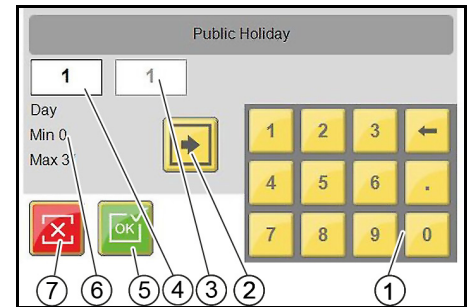 Public Holiday
1 1
Day
Min 0
Max 3
1 2 3 ←
4 5 6 .
OK
7 8 9 0
7 6 5 4 3 2 1